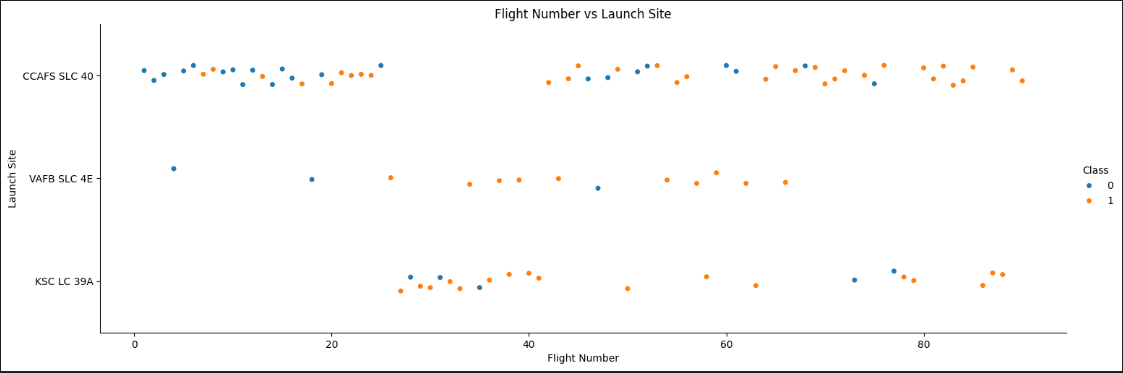 Flight Number vs Launch Site
CCAFS SLC 40
VAFB SLC 4E
KSC LC 39A
Launch Site
0
20
40
60
80
Flight Number
Class
0
1